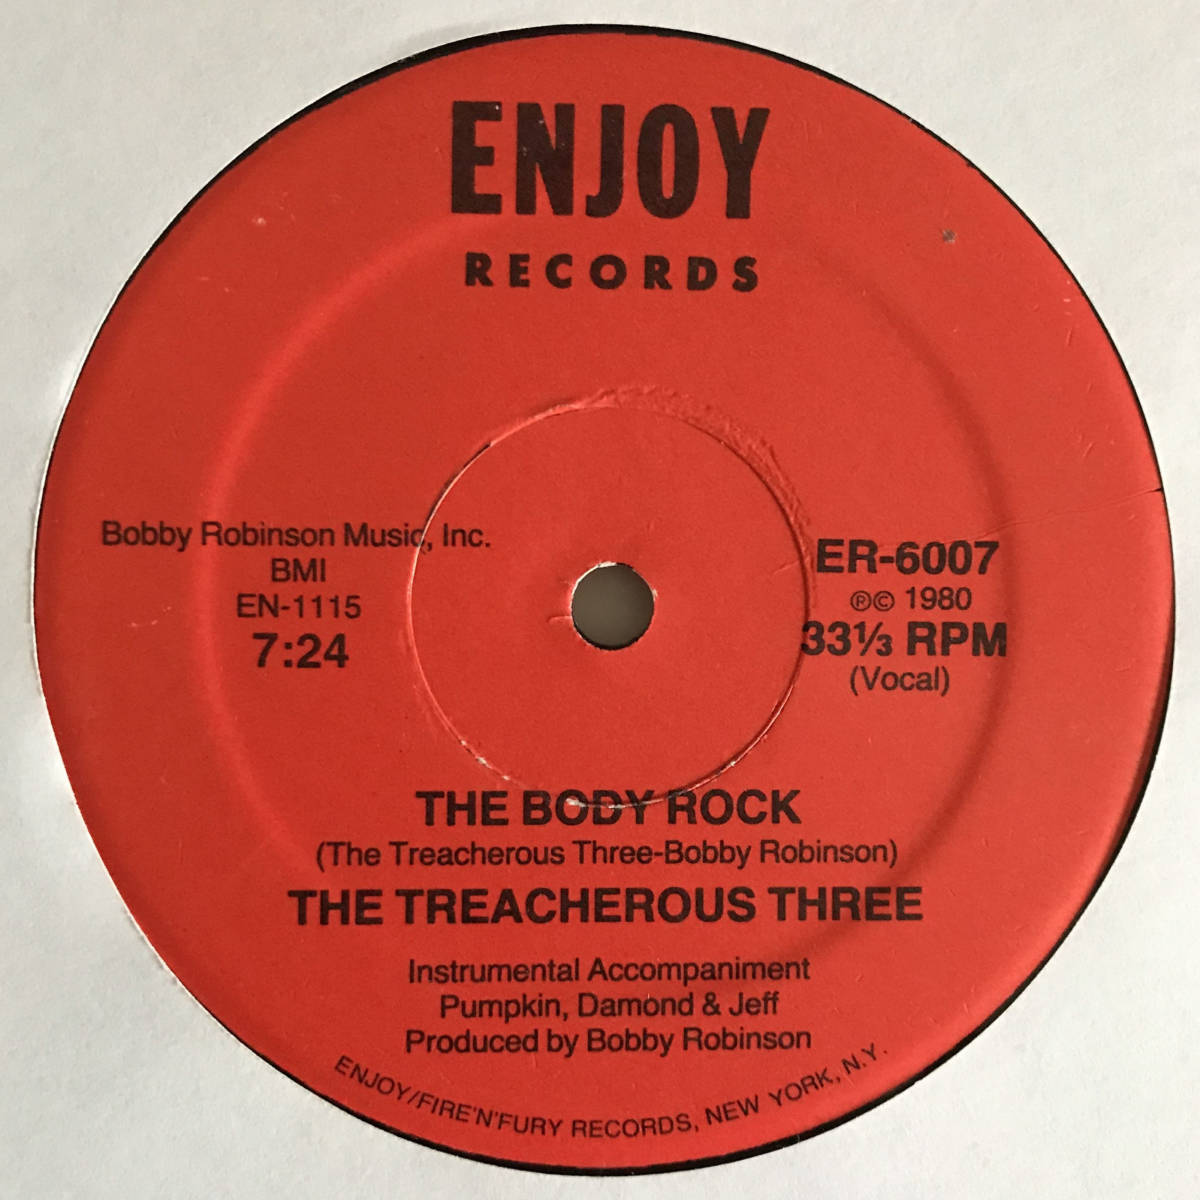 ENJOY
RECORDS
Bobby Robinson Music, Inc.
BMI
EN-1115
7:24
ER-6007
℗© 1980
33⅓ RPM
(Vocal)
THE BODY ROCK
(The Treacherous Three-Bobby Robinson)
THE TREACHEROUS THREE
Instrumental Accompaniment
Pumpkin, Damond & Jeff
Produced by Bobby Robinson
ENJOY/FIRE'N'FURY RECORDS, NEW YORK, N.Y.